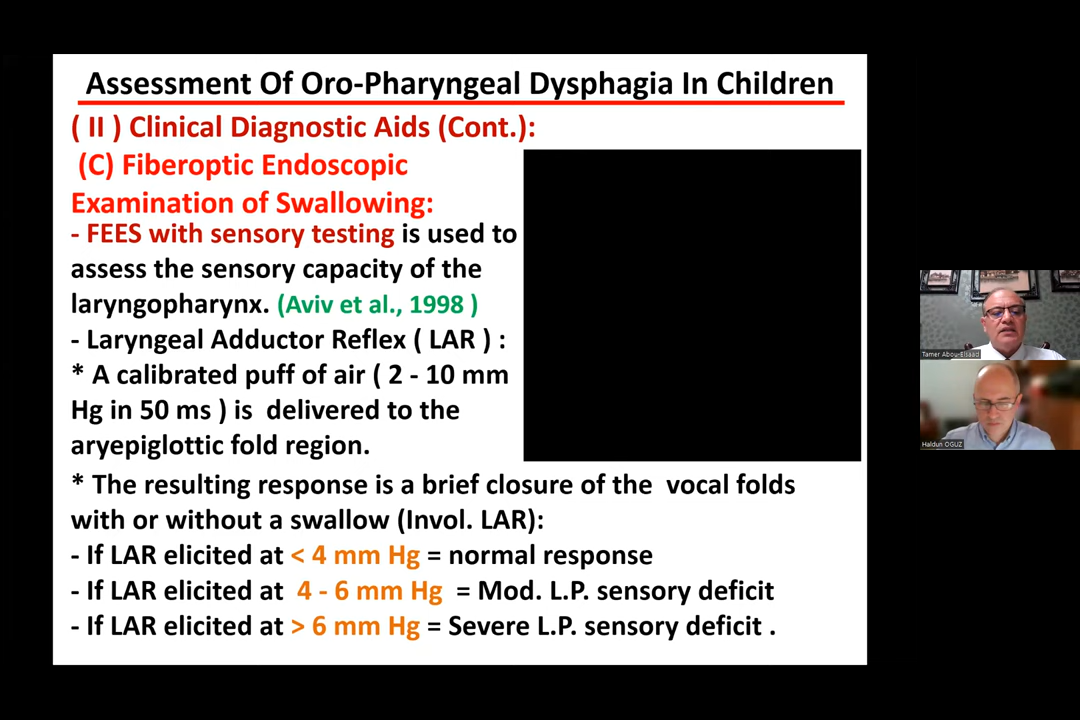 Assessment Of Oro-Pharyngeal Dysphagia In Children
( II ) Clinical Diagnostic Aids (Cont.):
(C) Fiberoptic Endoscopic
Examination of Swallowing:
- FEES with sensory testing is used to
assess the sensory capacity of the
laryngopharynx. (Aviv et al., 1998 )
- Laryngeal Adductor Reflex ( LAR ) :
* A calibrated puff of air ( 2 - 10 mm
Hg in 50 ms ) is delivered to the
aryepiglottic fold region.
* The resulting response is a brief closure of the vocal folds
with or without a swallow (Invol. LAR):
- If LAR elicited at < 4 mm Hg = normal response
- If LAR elicited at 4 - 6 mm Hg = Mod. L.P. sensory deficit
- If LAR elicited at > 6 mm Hg = Severe L.P. sensory deficit .
Tamer Abou-Elsaad
Haldun OGUZ